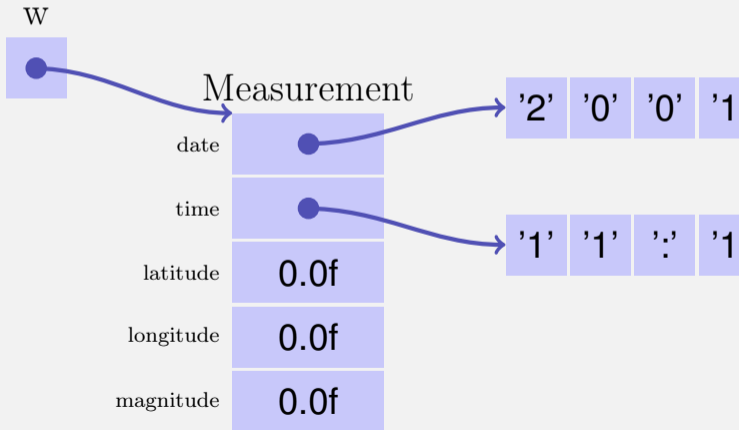 w
Measurement
date
'2' '0' '0' '1
time
'1' '1' ':' '1
latitude 0.0f
longitude 0.0f
magnitude 0.0f